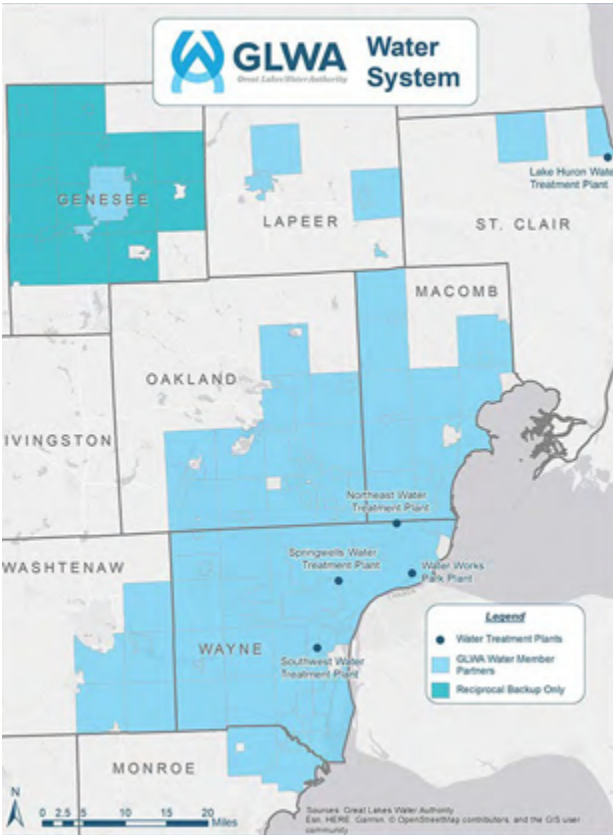 GLWA
Great Lakes Water Authority
Water
System
GENESEE
LAPEER
Lake Huron Wate
Treatment Plant
ST. CLAIR
MACOMB
OAKLAND
IVINGSTON
Northeast Water
Treatment Plant
Springwells Water
Treatment Plant
Water Works
Park Plant
WASHTENAW
WAYNE
Southwest Water
Treatment Plant
Legend
Water Treatment Plants
GLWA Water Member
Partners
Reciprocal Backup Only
MONROE
N
0 2.5 5 10 15 20
Miles
Sources: Great Lakes Water Authority
Esri, HERE, Garmin, © OpenStreetMap contributors, and the GIS user
community